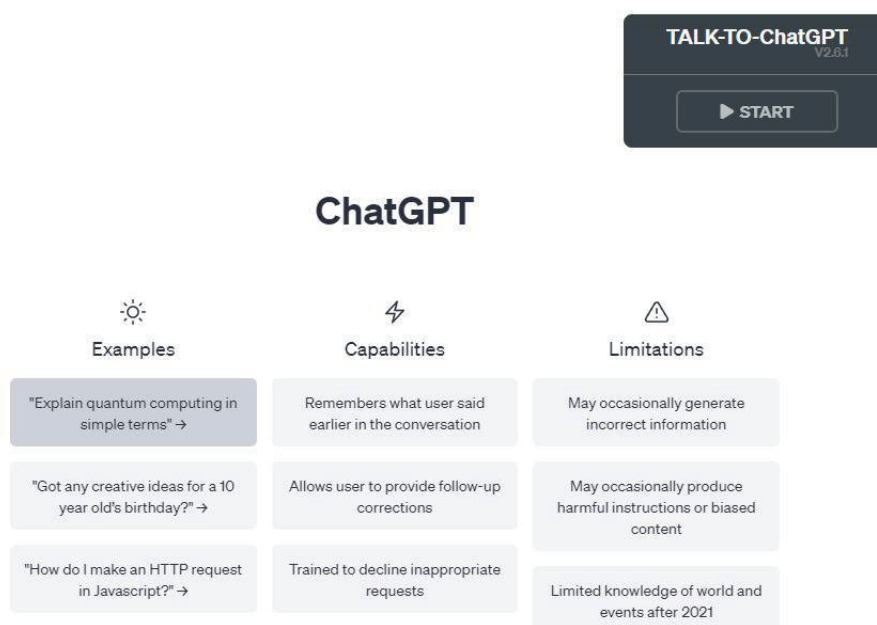 TALK-TO-ChatGPT
V2.6.1
START
ChatGPT
Examples
"Explain quantum computing in
simple terms" →
"Got any creative ideas for a 10
year old's birthday?" →
"How do I make an HTTP request
in Javascript?" →
Capabilities
Remembers what user said
earlier in the conversation
Allows user to provide follow-up
corrections
Trained to decline inappropriate
requests
Limitations
May occasionally generate
incorrect information
May occasionally produce
harmful instructions or biased
content
Limited knowledge of world and
events after 2021